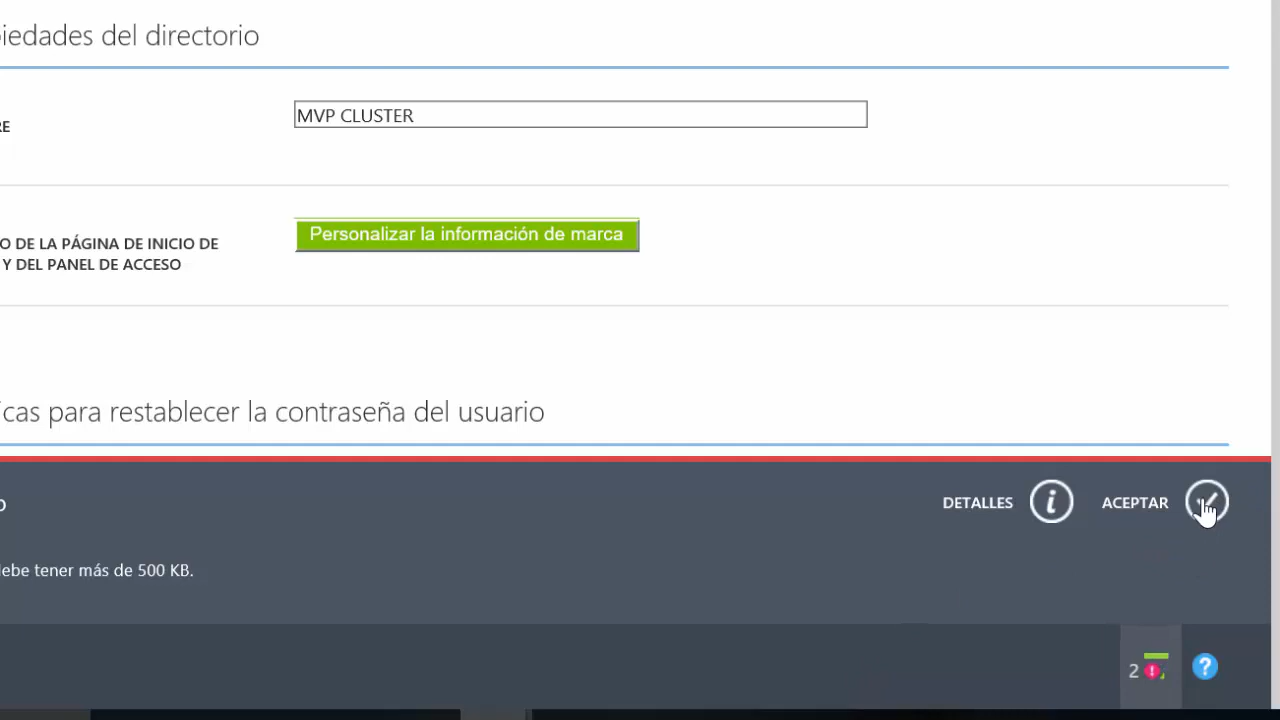 iedades del directorio
MVP CLUSTER
RE
Personalizar la información de marca
O DE LA PÁGINA DE INICIO DE
Y DEL PANEL DE ACCESO
icas para restablecer la contraseña del usuario
O
DETALLES
i
ACEPTAR
ebe tener más de 500 KB.
2
!
?